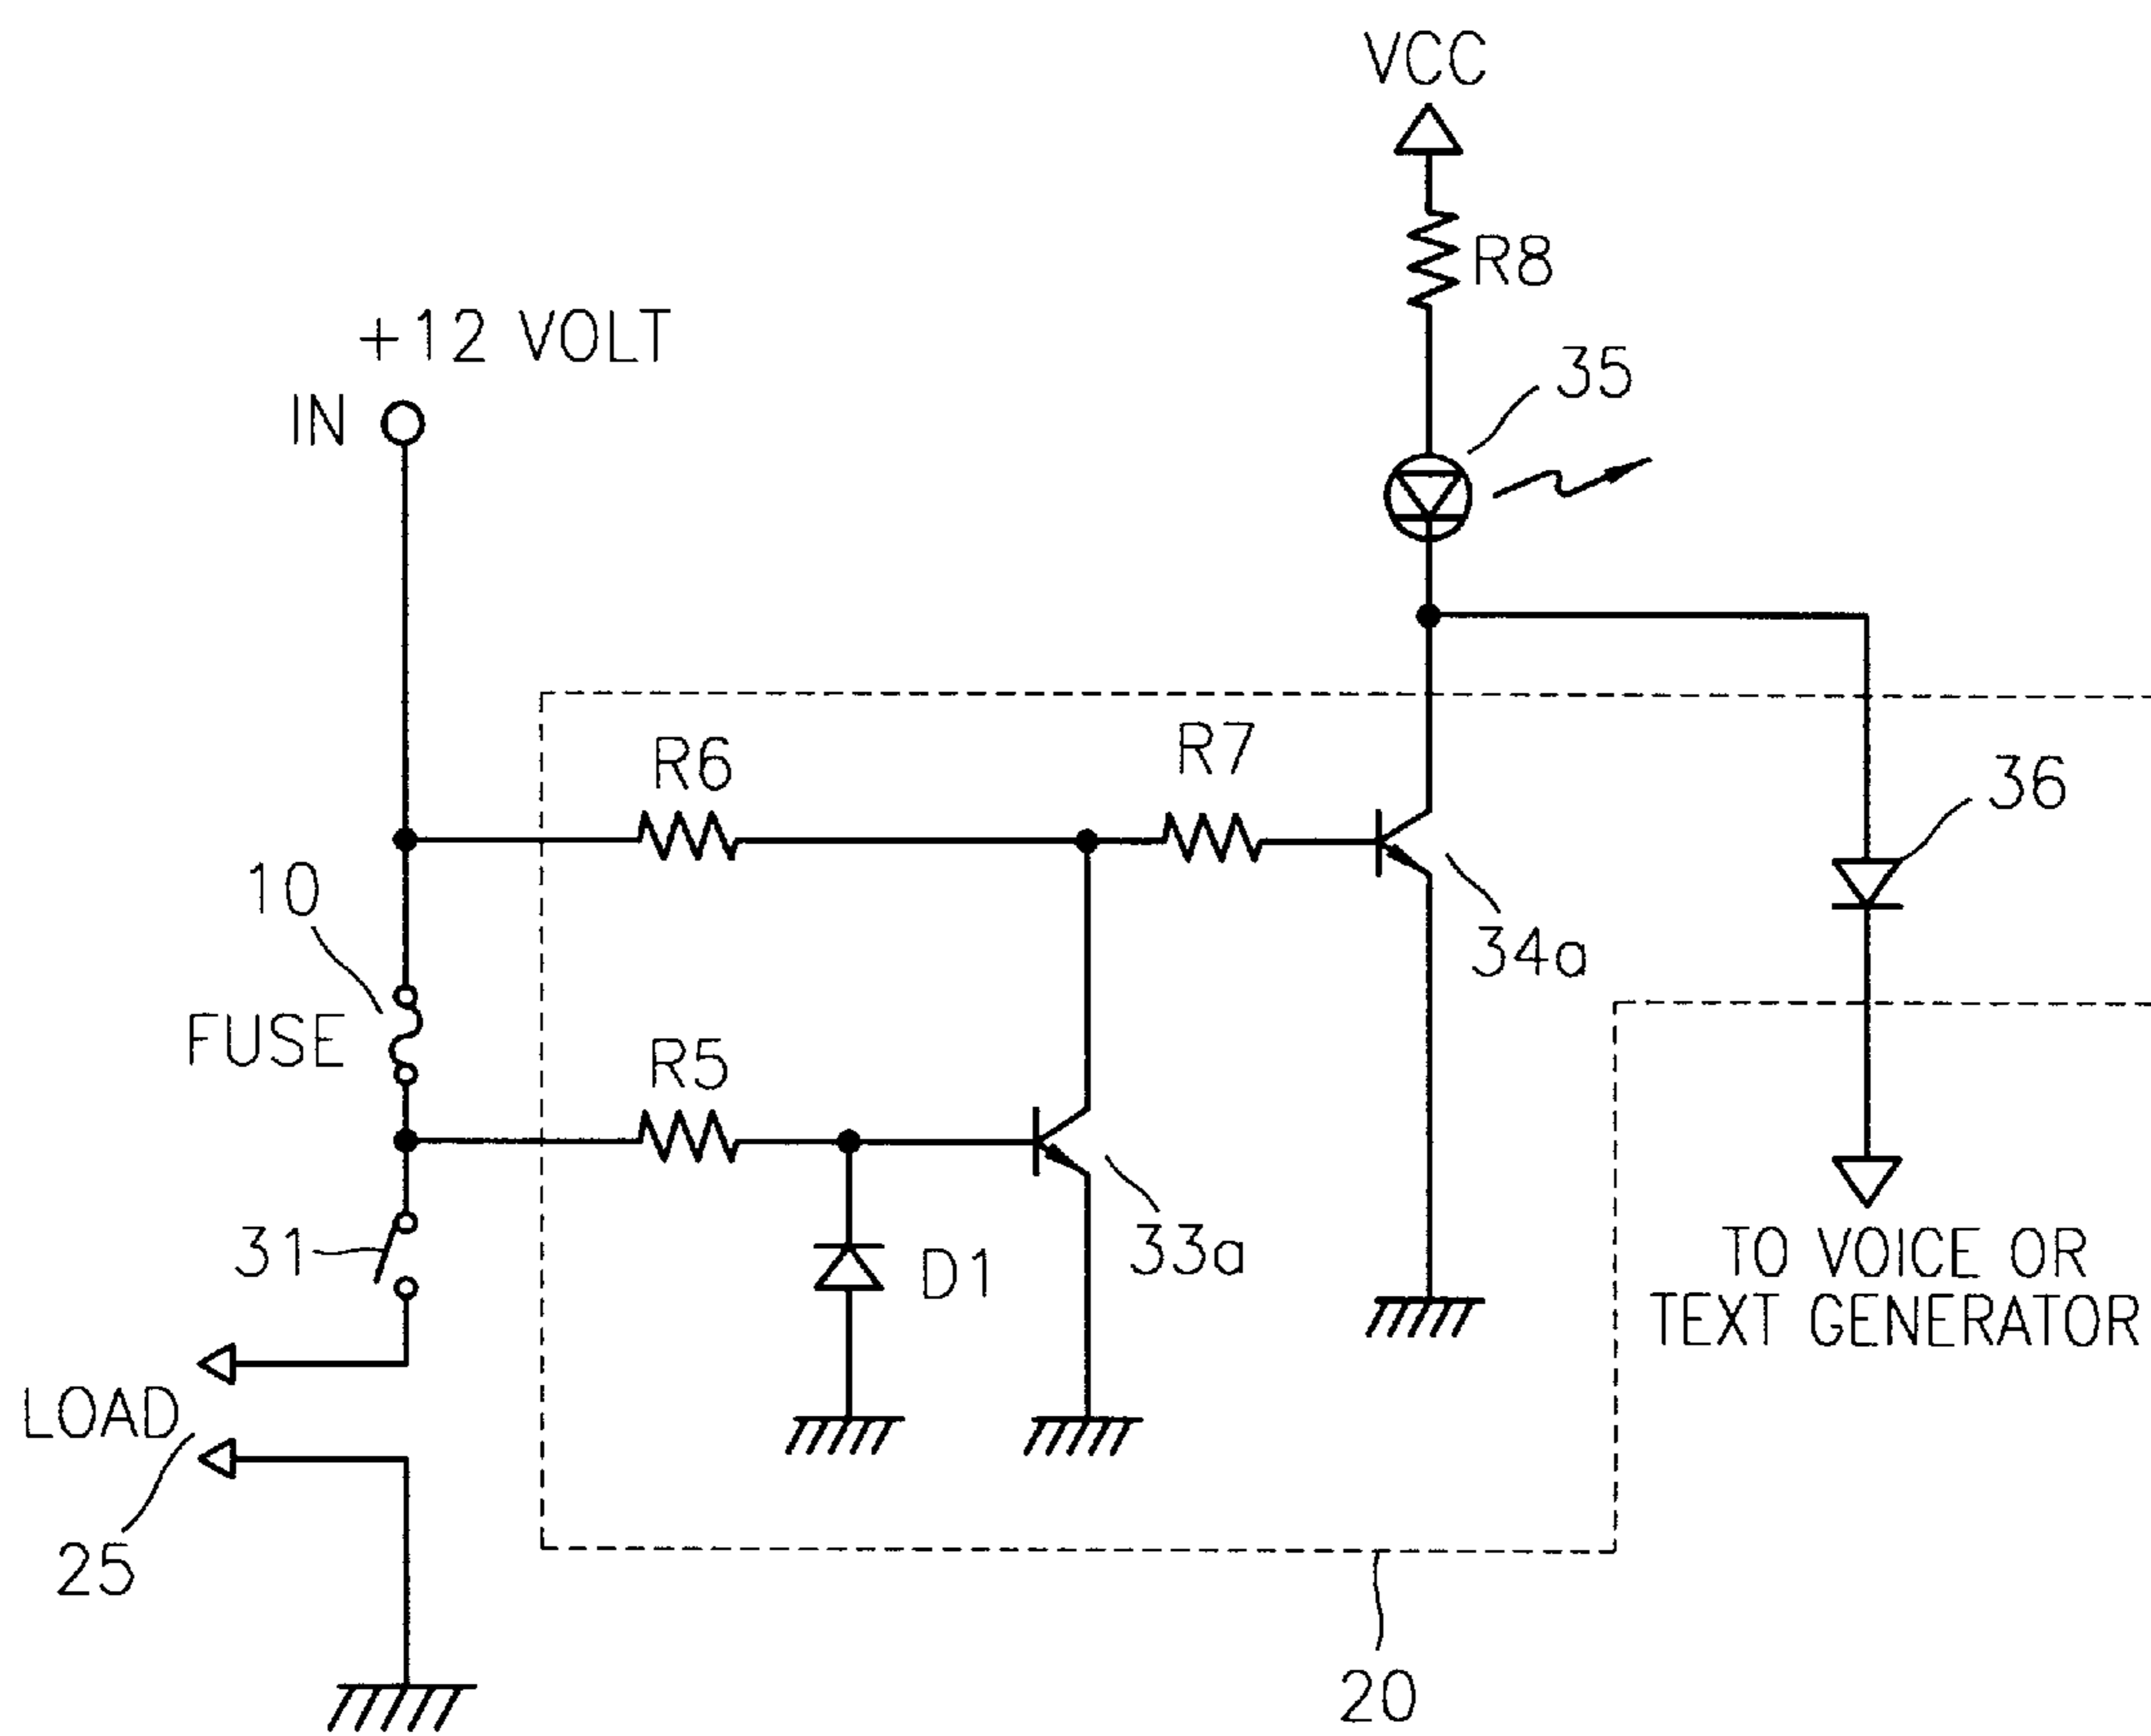 VCC
R8
+12 VOLT
IN
35
R6
R7
36
10
34a
FUSE
R5
31
D1
33a
TO VOICE OR
TEXT GENERATOR
LOAD
25
20